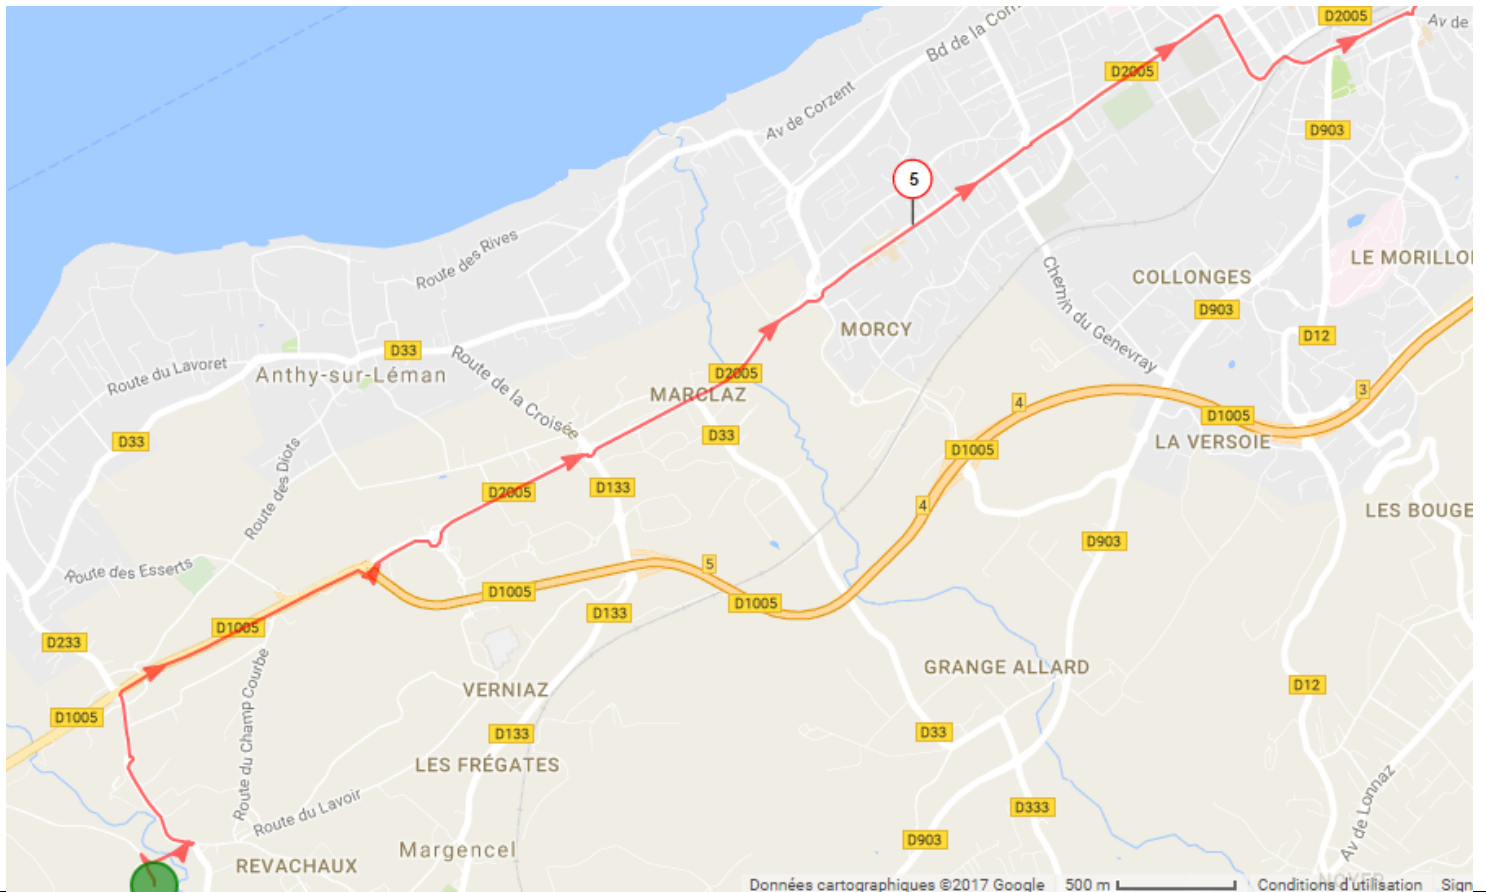 D2005
Av de
Bd de la Com
D2005
Av de Corzent
D903
5
Route des Rives
LE MORILLO
COLLONGES
D903
Chemin du Genevray
MORCY
D12
D33
Route du Lavoret
Anthy-sur-Léman
Route de la Croisée
D2005
MARCLAZ
3
4
D1005
D33
D33
LA VERSOIE
D1005
Route des Diots
D133
D2005
4
LES BOUGE
D903
Route des Esserts
5
D1005
D1005
D133
D1005
D233
GRANGE ALLARD
VERNIAZ
D12
D1005
Route du Champ Courbe
D133
D33
LES FRÉGATES
Route du Lavoir
D333
Av de Lonnaz
D903
Margencel
REVACHAUX
NOYER
Données cartographiques ©2017 Google 500 m Conditions d'utilisation Sign